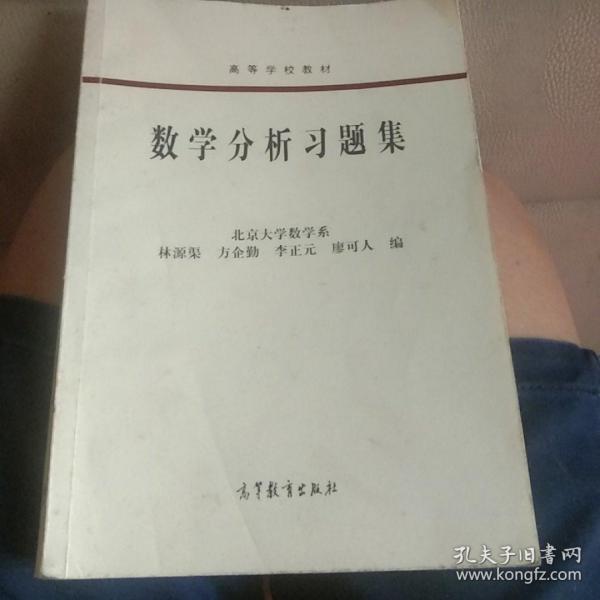 高等学校教材
数学分析习题集
北京大学数学系
林源渠 方企勤 李正元 廖可人 编
高等教育出版社
孔夫子旧书网
www.kongfz.com